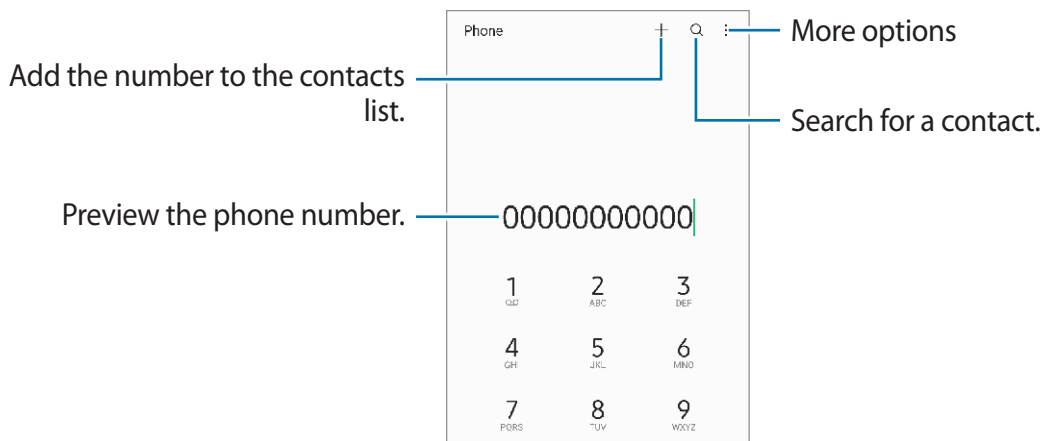 Phone
More options
Add the number to the contacts
list.
Search for a contact.
Preview the phone number.
00000000000
1 2 3
ABC DEF
4 5 6
GHI JKL MNO
7 8 9
PQRS TUV WXYZ